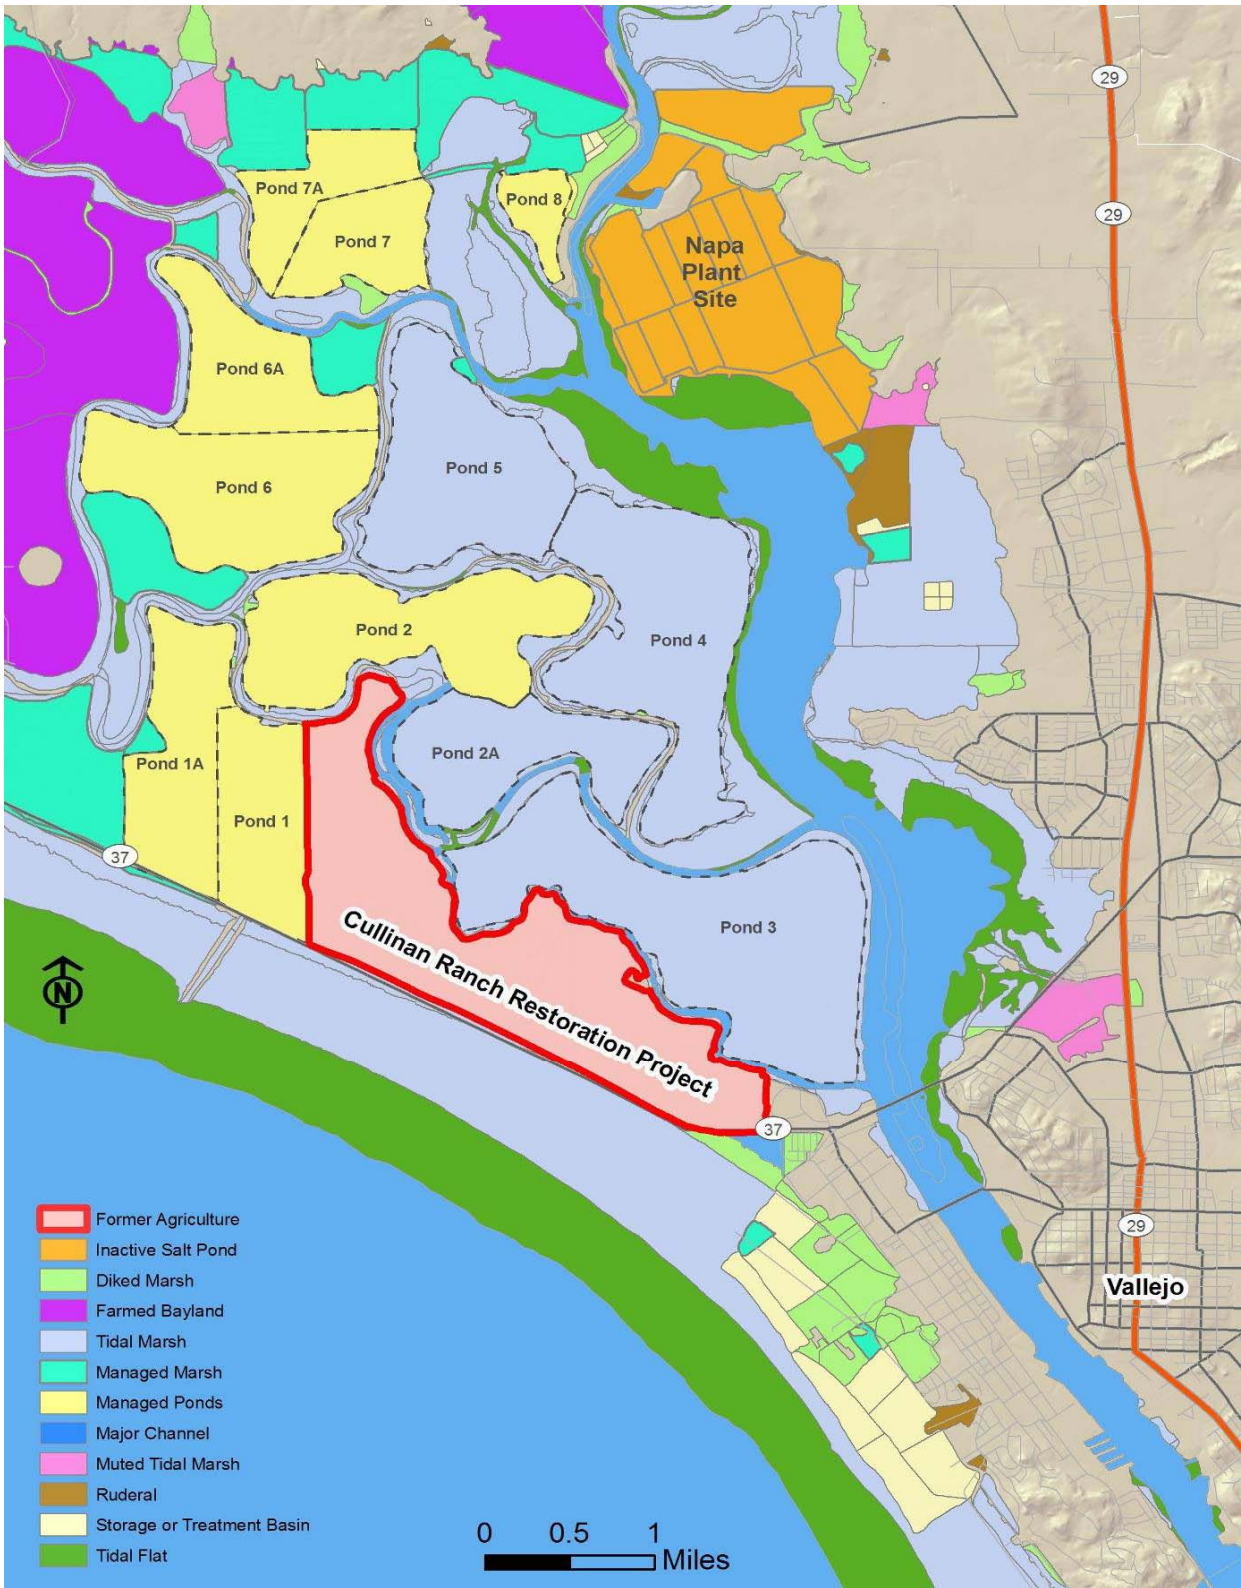 29
29
Pond 7A
Pond 8
Pond 7
Napa
Plant
Site
Pond 6A
Pond 5
Pond 6
Pond 2
Pond 4
Pond 2A
Pond 1A
Pond 1
37
Pond 3
Cullinan Ranch Restoration Project
N
37
29
Vallejo
Former Agriculture
Inactive Salt Pond
Diked Marsh
Farmed Bayland
Tidal Marsh
Managed Marsh
Managed Ponds
Major Channel
Muted Tidal Marsh
Ruderal
Storage or Treatment Basin
Tidal Flat
0 0.5 1
Miles